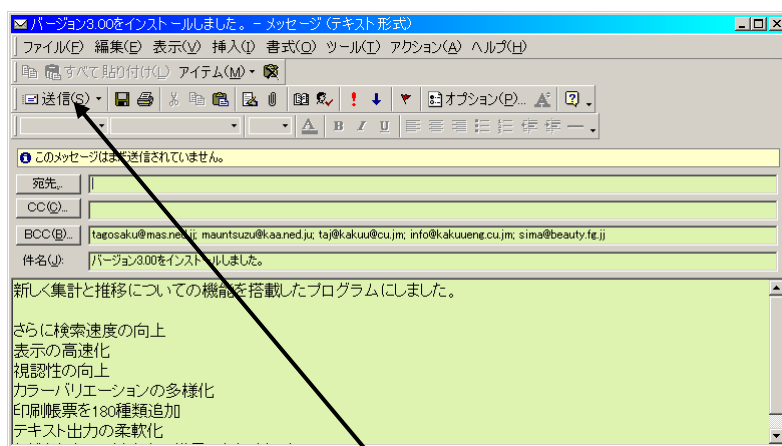 バージョン3.00をインストールしました。 - メッセージ (テキスト形式)
ファイル(F) 編集(E) 表示(V) 挿入(I) 書式(O) ツール(T) アクション(A) ヘルプ(H)
すべて貼り付け(L) アイテム(M)
送信(S) オプション(P)...
A B I U
このメッセージはまだ送信されていません。
宛先...
CC(C)...
BCC(B)... tagosaku@mas.ned.jj; mauntsuzu@kaa.ned.ju; taj@kakuu@cu.jm; info@kakuueng.cu.jm; sima@beauty.fg.jj
件名(J): バージョン3.00をインストールしました。
新しく集計と推移についての機能を搭載したプログラムにしました。
さらに検索速度の向上
表示の高速化
視認性の向上
カラーバリエーションの多様化
印刷帳票を180種類追加
テキスト出力の柔軟化